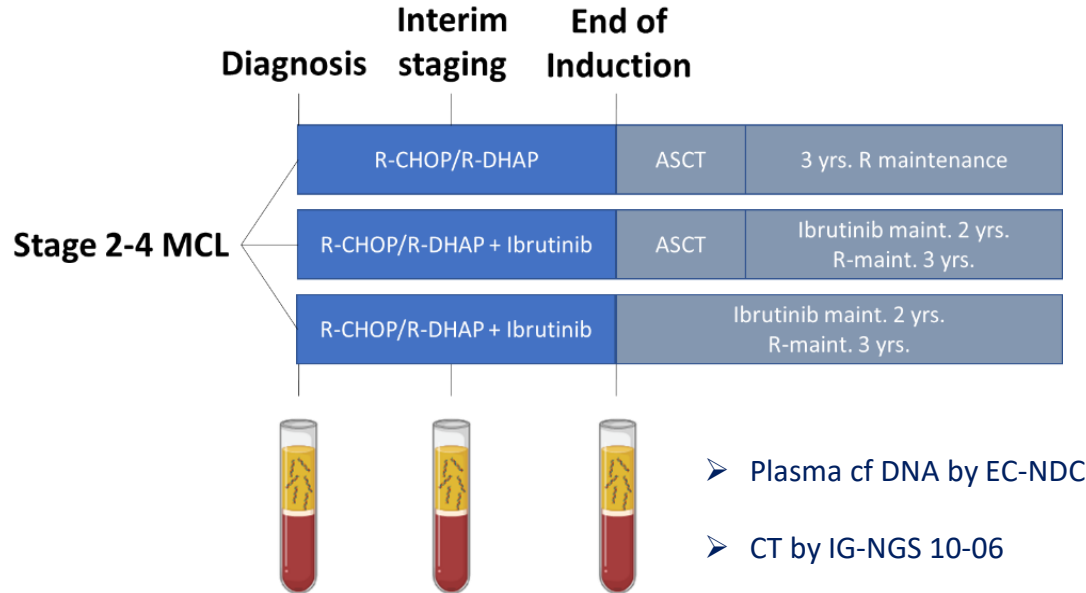 Diagnosis
Interim
staging
End of
Induction
Stage 2-4 MCL
R-CHOP/R-DHAP
ASCT
3 yrs. R maintenance
R-CHOP/R-DHAP + Ibrutinib
ASCT
Ibrutinib maint. 2 yrs.
R-maint. 3 yrs.
R-CHOP/R-DHAP + Ibrutinib
Ibrutinib maint. 2 yrs.
R-maint. 3 yrs.
➢ Plasma cf DNA by EC-NDC
➢ CT by IG-NGS 10-06